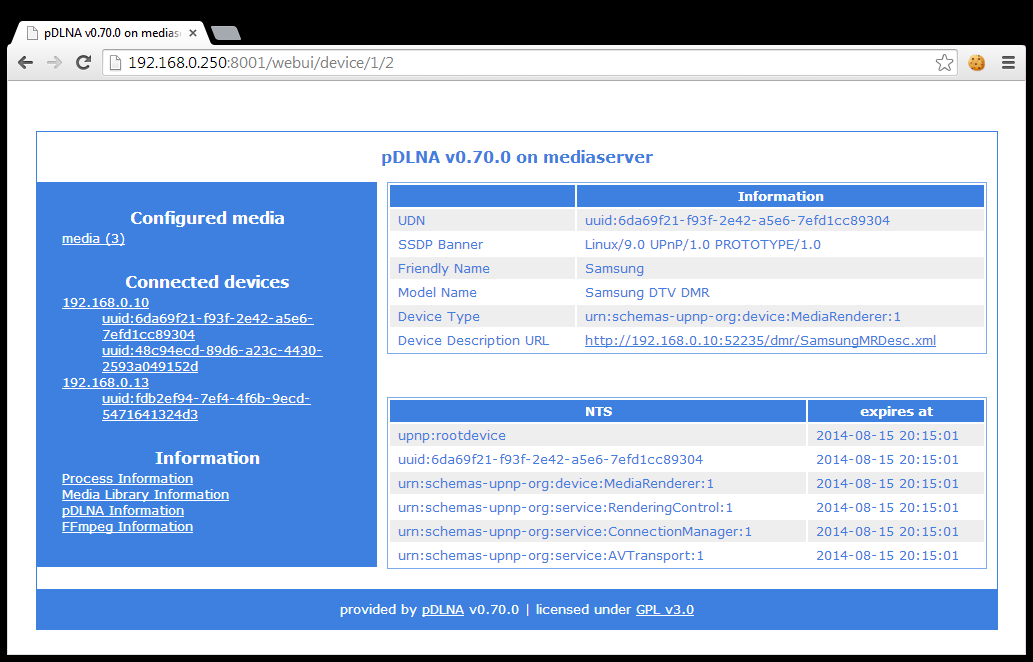 pDLNA v0.70.0 on medias
192.168.0.250:8001/webui/device/1/2
pDLNA v0.70.0 on mediaserver
Configured media
media (3)
Connected devices
192.168.0.10
uuid:6da69f21-f93f-2e42-a5e6-
7efd1cc89304
uuid:48c94ecd-89d6-a23c-4430-
2593a049152d
192.168.0.13
uuid:fdb2ef94-7ef4-4f6b-9ecd-
5471641324d3
Information
Process Information
Media Library Information
pDLNA Information
FFmpeg Information
Information
UDN uuid:6da69f21-f93f-2e42-a5e6-7efd1cc89304
SSDP Banner Linux/9.0 UPnP/1.0 PROTOTYPE/1.0
Friendly Name Samsung
Model Name Samsung DTV DMR
Device Type urn:schemas-upnp-org:device:MediaRenderer:1
Device Description URL http://192.168.0.10:52235/dmr/SamsungMRDesc.xml
NTS expires at
upnp:rootdevice 2014-08-15 20:15:01
uuid:6da69f21-f93f-2e42-a5e6-7efd1cc89304 2014-08-15 20:15:01
urn:schemas-upnp-org:device:MediaRenderer:1 2014-08-15 20:15:01
urn:schemas-upnp-org:service:RenderingControl:1 2014-08-15 20:15:01
urn:schemas-upnp-org:service:ConnectionManager:1 2014-08-15 20:15:01
urn:schemas-upnp-org:service:AVTransport:1 2014-08-15 20:15:01
provided by pDLNA v0.70.0 | licensed under GPL v3.0